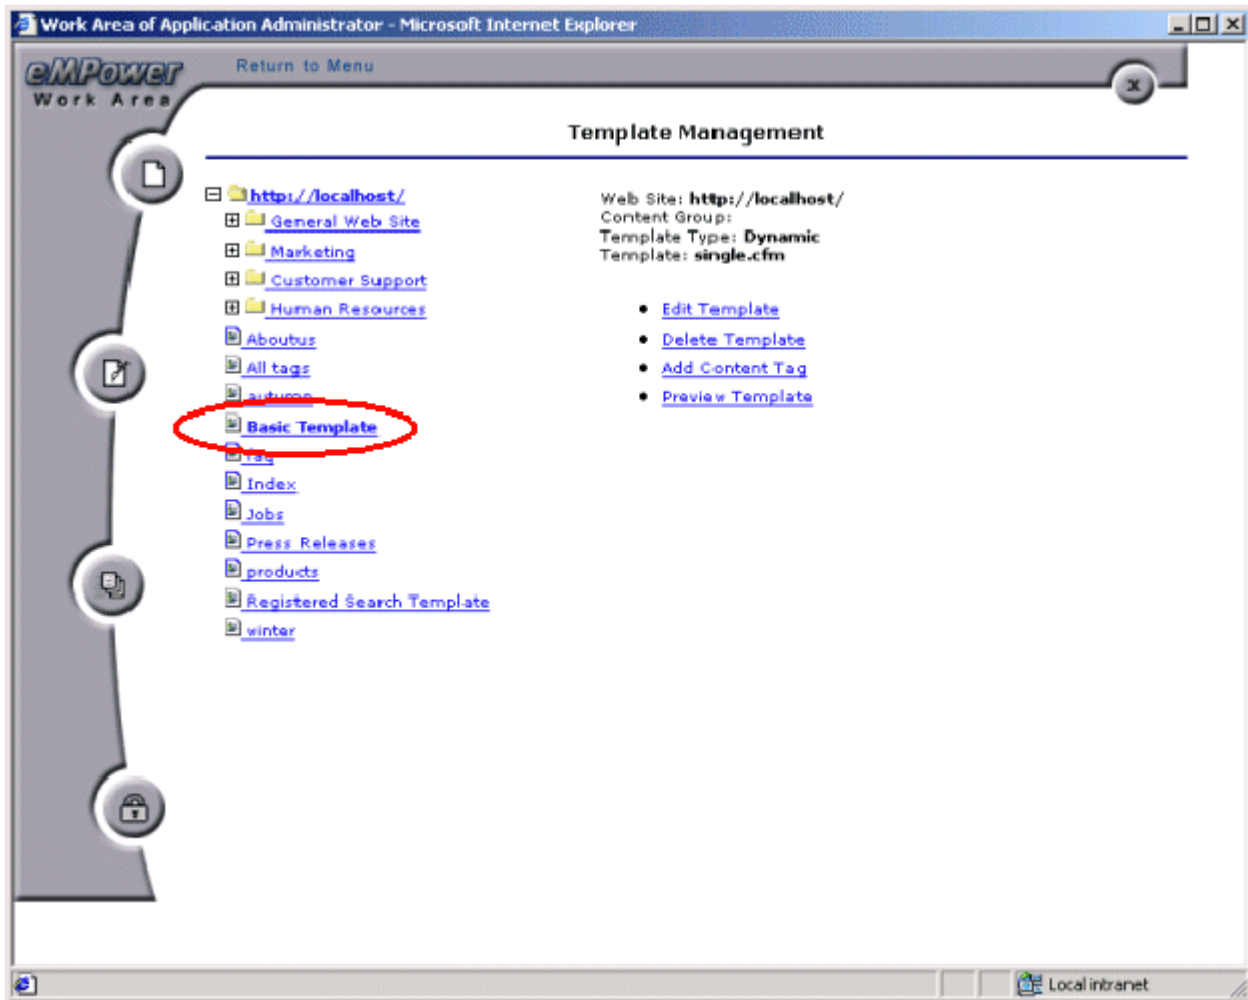 Work Area of Application Administrator - Microsoft Internet Explorer
eMPower
Return to Menu
Work Area
Template Management
http://localhost/
General Web Site
Marketing
Customer Support
Human Resources
Aboutus
All tags
autumn
Basic Template
faq
Index
Jobs
Press Releases
products
Registered Search Template
winter
Web Site: http://localhost/
Content Group:
Template Type: Dynamic
Template: single.cfm
Edit Template
Delete Template
Add Content Tag
Preview Template
Local intranet